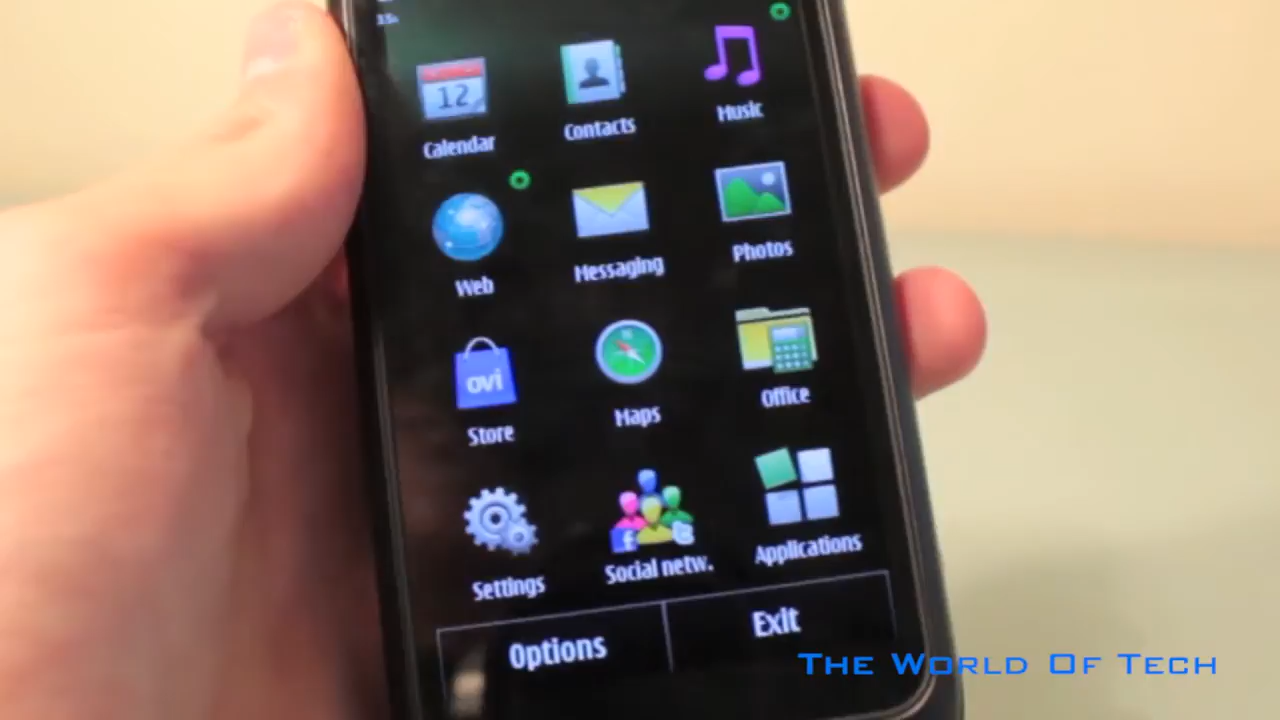 12
Calendar
Contacts
Music
Web
Messaging
Photos
ovi
Store
Maps
Office
f
t
Settings
Social netw.
Applications
Options
Exit
THE WORLD OF TECH